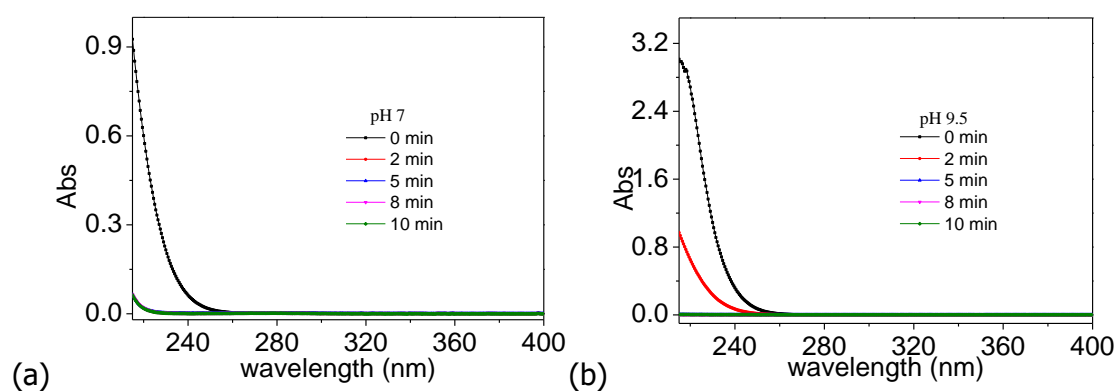 0.9
0.6
0.3
0.0
Abs
pH 7
0 min
2 min
5 min
8 min
10 min
240 280 320 360 400
wavelength (nm)
(a)
3.2
2.4
1.6
0.8
0.0
Abs
pH 9.5
0 min
2 min
5 min
8 min
10 min
240 280 320 360 400
wavelength (nm)
(b)